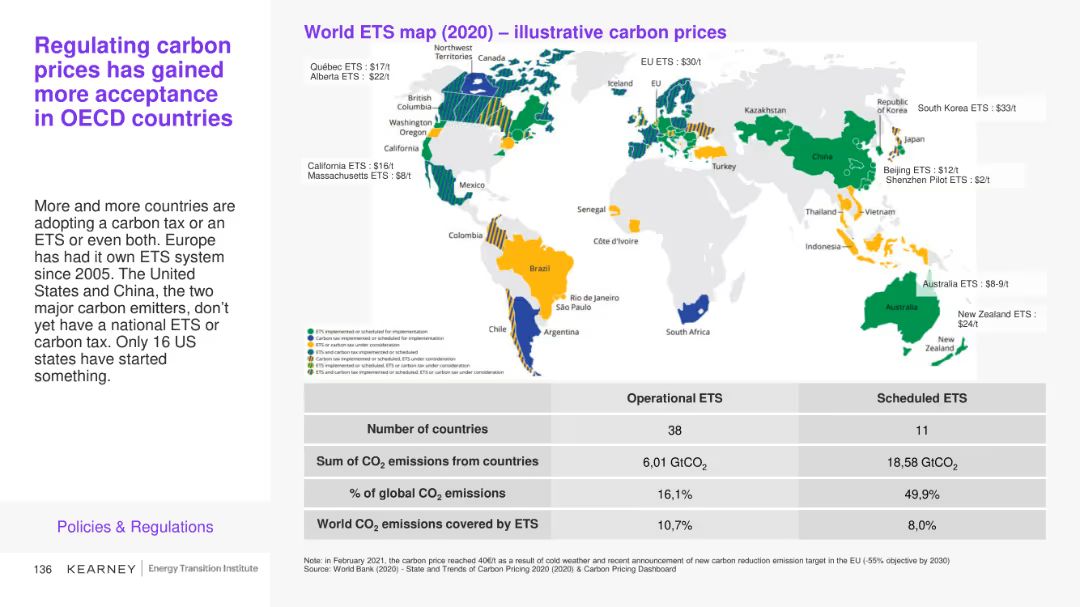 Regulating carbon
prices has gained
more acceptance
in OECD countries
More and more countries are
adopting a carbon tax or an
ETS or even both. Europe
has had it own ETS system
since 2005. The United
States and China, the two
major carbon emitters, don't
yet have a national ETS or
carbon tax. Only 16 US
states have started
something.
Policies & Regulations
136 KEARNEY Energy Transition Institute
World ETS map (2020) – illustrative carbon prices
Québec ETS : $17/t
Alberta ETS : $22/t
Northwest
Territories
Canada
British
Columbia
Washington
Oregon
California
California ETS : $16/t
Massachusetts ETS : $8/t
Mexico
Colombia
Brazil
Rio de Janeiro
São Paulo
Chile
Argentina
EU ETS : $30/t
Iceland
EU
Kazakhstan
Republic
of Korea
South Korea ETS : $33/t
Japan
China
Beijing ETS : $12/t
Shenzhen Pilot ETS : $2/t
Turkey
Senegal
Côte d'Ivoire
South Africa
Thailand
Vietnam
Indonesia
Australia ETS : $8-9/t
Australia
New Zealand ETS :
$24/t
New
Zealand
ETS implemented or scheduled for implementation
Carbon tax implemented or scheduled for implementation
ETS or carbon tax under consideration
ETS and carbon tax implemented or scheduled
Carbon tax implemented or scheduled, ETS under consideration
ETS implemented or scheduled, ETS or carbon tax under consideration
ETS and carbon tax implemented or scheduled, ETS or carbon tax under consideration
Operational ETS Scheduled ETS
Number of countries 38 11
Sum of CO₂ emissions from countries 6,01 GtCO₂ 18,58 GtCO₂
% of global CO₂ emissions 16,1% 49,9%
World CO₂ emissions covered by ETS 10,7% 8,0%
Note: in February 2021, the carbon price reached 40€/t as a result of cold weather and recent announcement of new carbon reduction emission target in the EU (-55% objective by 2030)
Source: World Bank (2020) - State and Trends of Carbon Pricing 2020 (2020) & Carbon Pricing Dashboard